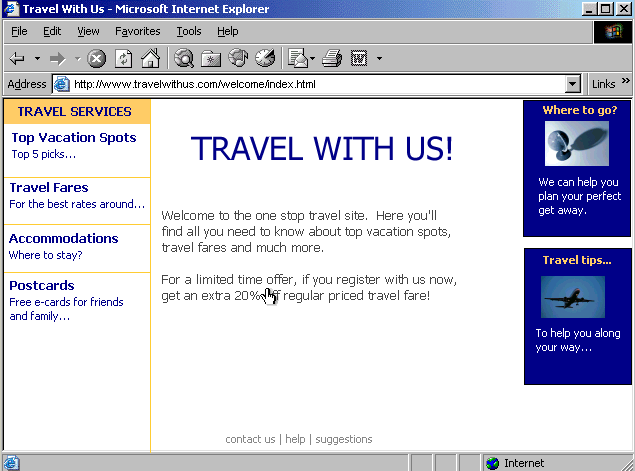 Travel With Us - Microsoft Internet Explorer
File Edit View Favorites Tools Help
Address http://www.travelwithus.com/welcome/index.html Links »
TRAVEL SERVICES
Top Vacation Spots
Top 5 picks...
Travel Fares
For the best rates around...
Accommodations
Where to stay?
Postcards
Free e-cards for friends
and family...
TRAVEL WITH US!
Welcome to the one stop travel site. Here you'll
find all you need to know about top vacation spots,
travel fares and much more.
For a limited time offer, if you register with us now,
get an extra 20% off regular priced travel fare!
contact us | help | suggestions
Where to go?
We can help you
plan your perfect
get away.
Travel tips...
To help you along
your way...
Internet